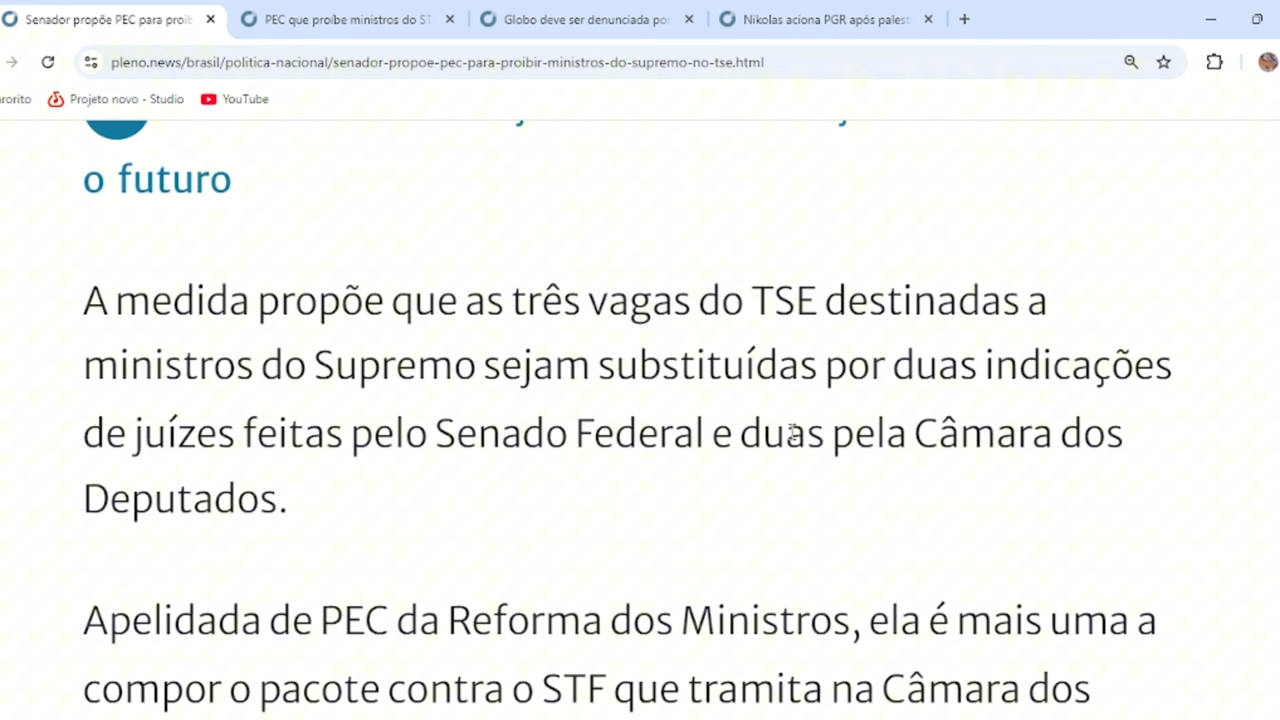 Senador propõe PEC para proib
PEC que proíbe ministros do ST
Globo deve ser denunciada por
Nikolas aciona PGR após palest
pleno.news/brasil/politica-nacional/senador-propoe-pec-para-proibir-ministros-do-supremo-no-tse.html
Projeto novo - Studio
YouTube
o futuro
A medida propõe que as três vagas do TSE destinadas a
ministros do Supremo sejam substituídas por duas indicações
de juízes feitas pelo Senado Federal e duas pela Câmara dos
Deputados.
Apelidada de PEC da Reforma dos Ministros, ela é mais uma a
compor o pacote contra o STF que tramita na Câmara dos